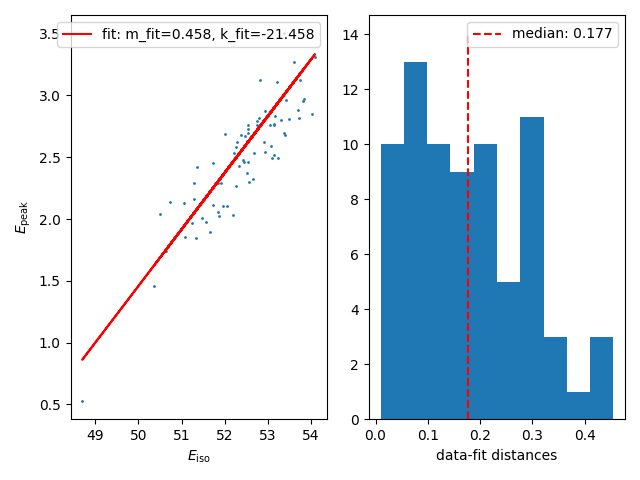 fit: m_fit=0.458, k_fit=-21.458
3.5
3.0
2.5
2.0
1.5
1.0
0.5
E_peak
49 50 51 52 53 54
E_iso
median: 0.177
14
12
10
8
6
4
2
0
0.0 0.1 0.2 0.3 0.4
data-fit distances